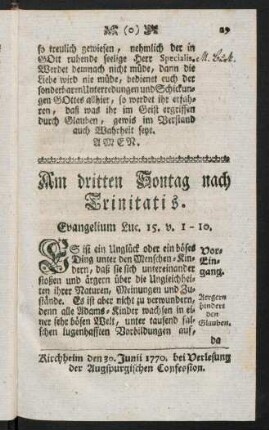 (o) 29
so treulich gewiesen, nehmlich der in
GOtt ruhende seelige Herr Specialis.
Werdet demnach nicht müde, dann die
Liebe wird nie müde, bedienet euch der
sonderbaren Unterredungen und Schickun-
gen GOttes allhier, so werdet ihr erfah-
ren, daß was ihr im Geist ergriffen
durch Glauben, gewis im Verstand
auch Wahrheit seye.
AMEN.
Am dritten Sontag nach
Trinitatis.
Evangelium Luc. 15. v. 1-10.
ES ist ein Unglück oder ein böses
Ding unter den Menschen-Kin-
dern, daß sie sich untereinander
stoßen und ärgern über die Ungleichhei-
ten ihrer Naturen, Meinungen und Zu-
stände. Es ist aber nicht zu verwundern,
denn alle Adams-Kinder wachsen in ei-
ner sehr bösen Welt, unter tausend fal-
schen lugenhafften Vorbildungen auf,
da
Vor-
Ein-
gang.
Aergern
hindert
den
Glauben.
Kirchheim den 30. Junii 1770. bei Verlesung
der Augspurgischen Confession.